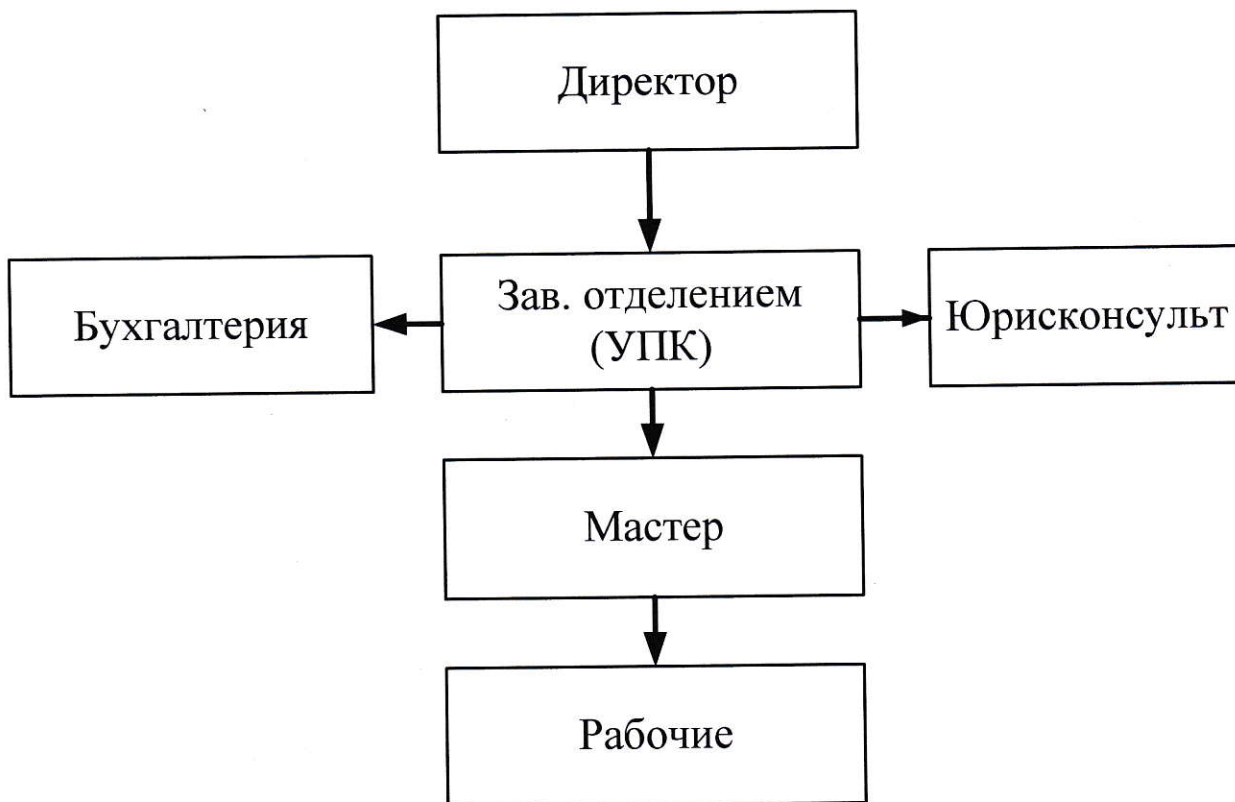 Директор
Бухгалтерия
Зав. отделением
(УПК)
Юрисконсульт
Мастер
Рабочие